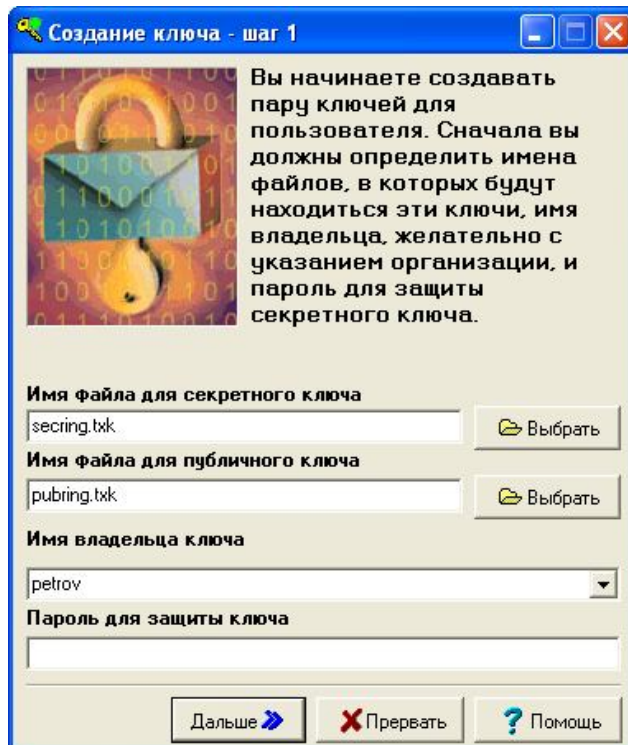 Создание ключа - шаг 1
Вы начинаете создавать
пару ключей для
пользователя. Сначала вы
должны определить имена
файлов, в которых будут
находиться эти ключи, имя
владельца, желательно с
указанием организации, и
пароль для защиты
секретного ключа.
Имя файла для секретного ключа
secring.txk
Выбрать
Имя файла для публичного ключа
pubring.txk
Выбрать
Имя владельца ключа
petrov
Пароль для защиты ключа
Дальше
Прервать
Помощь